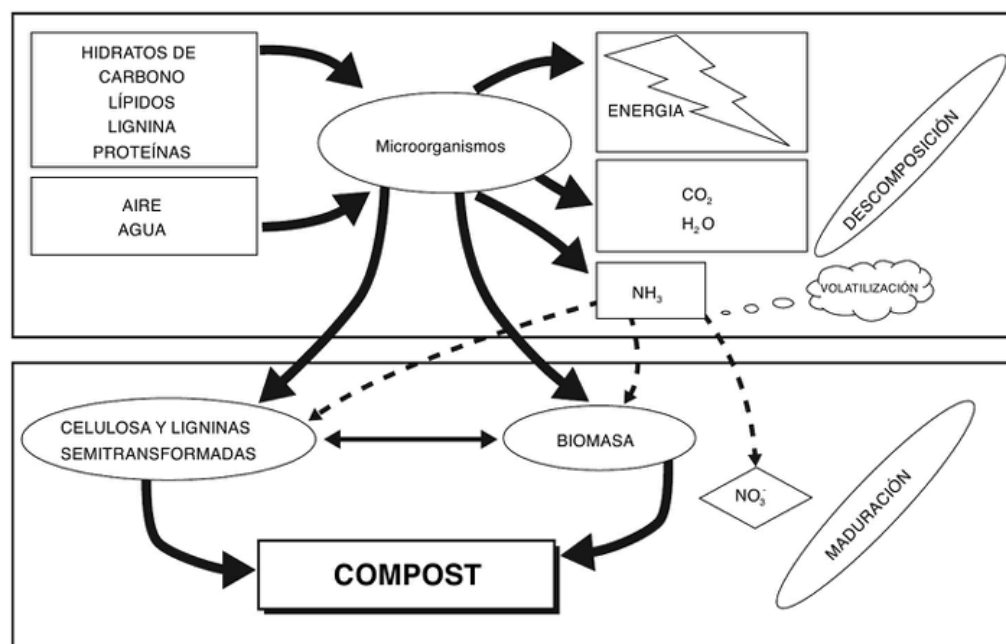 HIDRATOS DE
CARBONO
LÍPIDOS
LIGNINA
PROTEÍNAS
AIRE
AGUA
Microorganismos
ENERGIA
CO₂
H₂O
NH₃
DESCOMPOSICIÓN
VOLATILIZACIÓN
CELULOSA Y LIGNINAS
SEMITRANSFORMADAS
BIOMASA
NO₃⁻
MADURACIÓN
COMPOST